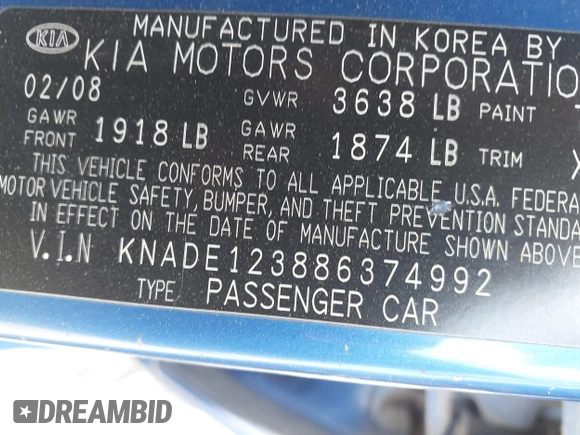 MANUFACTURED IN KOREA BY
KIA
KIA MOTORS CORPORATION
02/08 GVWR 3638 LB PAINT
GAWR FRONT 1918 LB GAWR REAR 1874 LB TRIM
THIS VEHICLE CONFORMS TO ALL APPLICABLE U.S.A. FEDERA
MOTOR VEHICLE SAFETY, BUMPER, AND THEFT PREVENTION STANDA
IN EFFECT ON THE DATE OF MANUFACTURE SHOWN ABOVE
V.I.N KNADE123886374992
TYPE PASSENGER CAR
DREAMBID